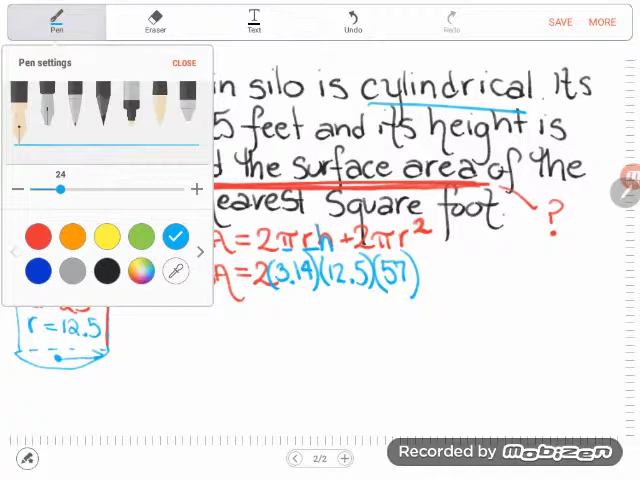 Pen
Eraser
Text
Undo
Redo
SAVE
MORE
Pen settings
CLOSE
24
in silo is cylindrical. Its
5 feet and its height is
d the surface area of the
earest square foot.
?
A = 2πrh + 2πr²
A = 2(3.14)(12.5)(57)
r = 12.5
2/2
Recorded by
mobizen